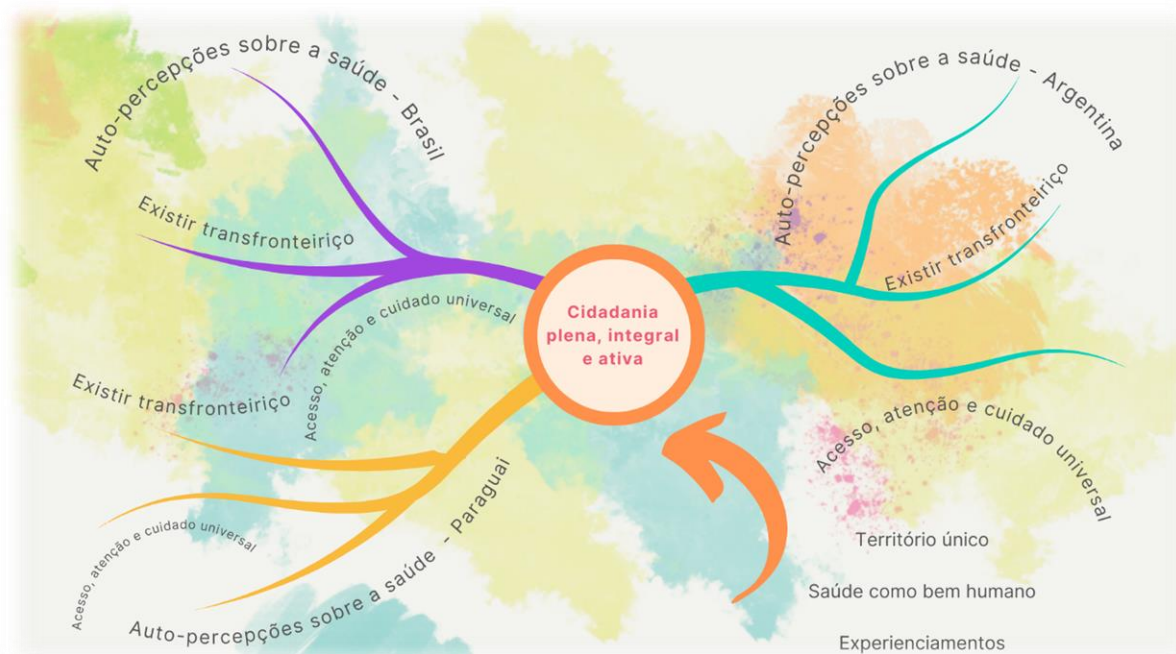 Auto-percepções sobre a saúde - Brasil
Existir transfronteiriço
Acesso, atenção e cuidado universal
Existir transfronteiriço
Acesso, atenção e cuidado universal
Auto-percepções sobre a saúde - Paraguai
Cidadania
plena, integral
e ativa
Auto-percepções sobre a saúde - Argentina
Existir transfronteiriço
Acesso, atenção e cuidado universal
Território único
Saúde como bem humano
Experienciamentos